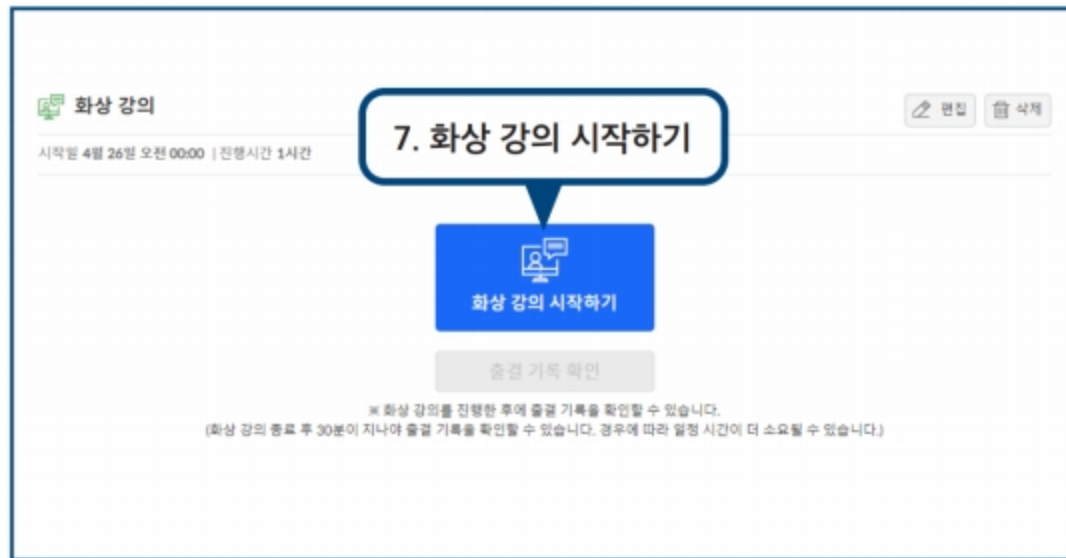 화상 강의
편집
삭제
7. 화상 강의 시작하기
시작일 4월 26일 오전 00:00 | 진행시간 1시간
화상 강의 시작하기
출결 기록 확인
※ 화상 강의를 진행한 후에 출결 기록을 확인할 수 있습니다.
(화상 강의 종료 후 30분이 지나야 출결 기록을 확인할 수 있습니다. 경우에 따라 일정 시간이 더 소요될 수 있습니다.)